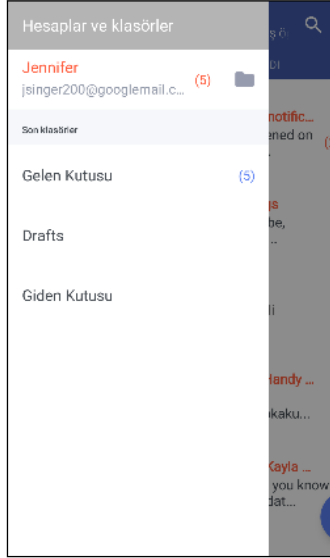 Hesaplar ve klasörler
Jennifer
(5)
jsinger200@googlemail.c...
Son klasörler
Gelen Kutusu
(5)
Drafts
Giden Kutusu
notific...
ened on
be,
...
li
Handy ...
kaku...
Kayla ...
you know
dat...